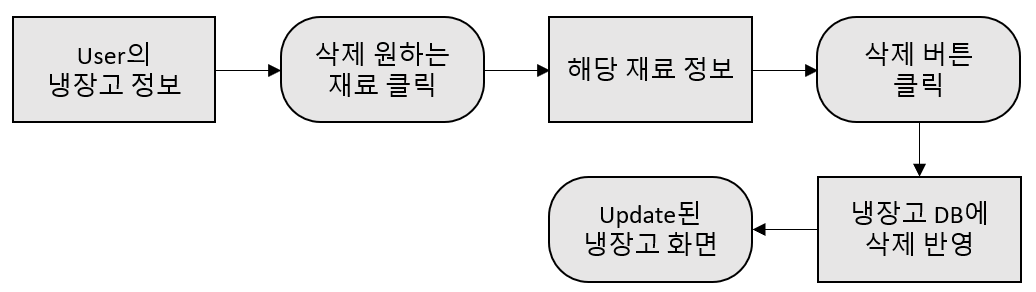 User의
냉장고 정보
삭제 원하는
재료 클릭
해당 재료 정보
삭제 버튼
클릭
냉장고 DB에
삭제 반영
Update된
냉장고 화면